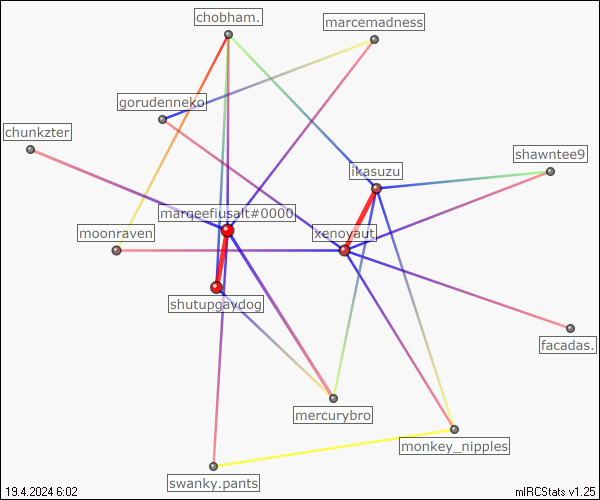 chobham.
marcemadness
gorudenneko
chunkzter
shawntee9
ikasuzu
marqeefiusaft#0000
moonraven
xenoyaut
shutupgaydog
facadas.
mercurybro
monkey_nipples
swanky.pants
19.4.2024 6:02
mIRCStats v1.25